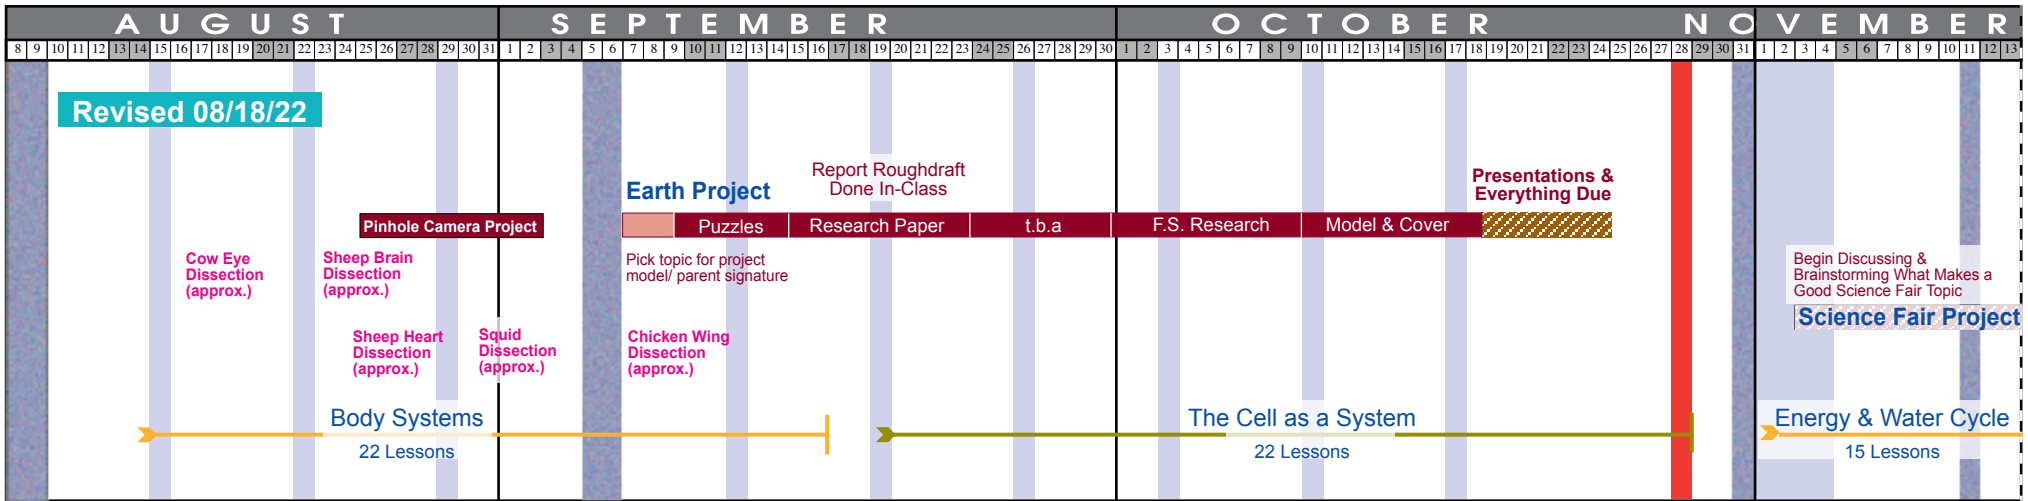 AUGUST SEPTEMBER OCTOBER NOVEMBER
8 9 10 11 12 13 14 15 16 17 18 19 20 21 22 23 24 25 26 27 28 29 30 31 1 2 3 4 5 6 7 8 9 10 11 12 13 14 15 16 17 18 19 20 21 22 23 24 25 26 27 28 29 30 1 2 3 4 5 6 7 8 9 10 11 12 13 14 15 16 17 18 19 20 21 22 23 24 25 26 27 28 29 30 31 1 2 3 4 5 6 7 8 9 10 11 12 13
Revised 08/18/22
Report Roughdraft
Done In-Class
Earth Project
Presentations &
Everything Due
Pinhole Camera Project
Puzzles
Research Paper
t.b.a
F.S. Research
Model & Cover
Cow Eye
Dissection
(approx.)
Sheep Brain
Dissection
(approx.)
Pick topic for project
model/ parent signature
Begin Discussing &
Brainstorming What Makes a
Good Science Fair Topic
Science Fair Project
Sheep Heart
Dissection
(approx.)
Squid
Dissection
(approx.)
Chicken Wing
Dissection
(approx.)
Body Systems
22 Lessons
The Cell as a System
22 Lessons
Energy & Water Cycle
15 Lessons